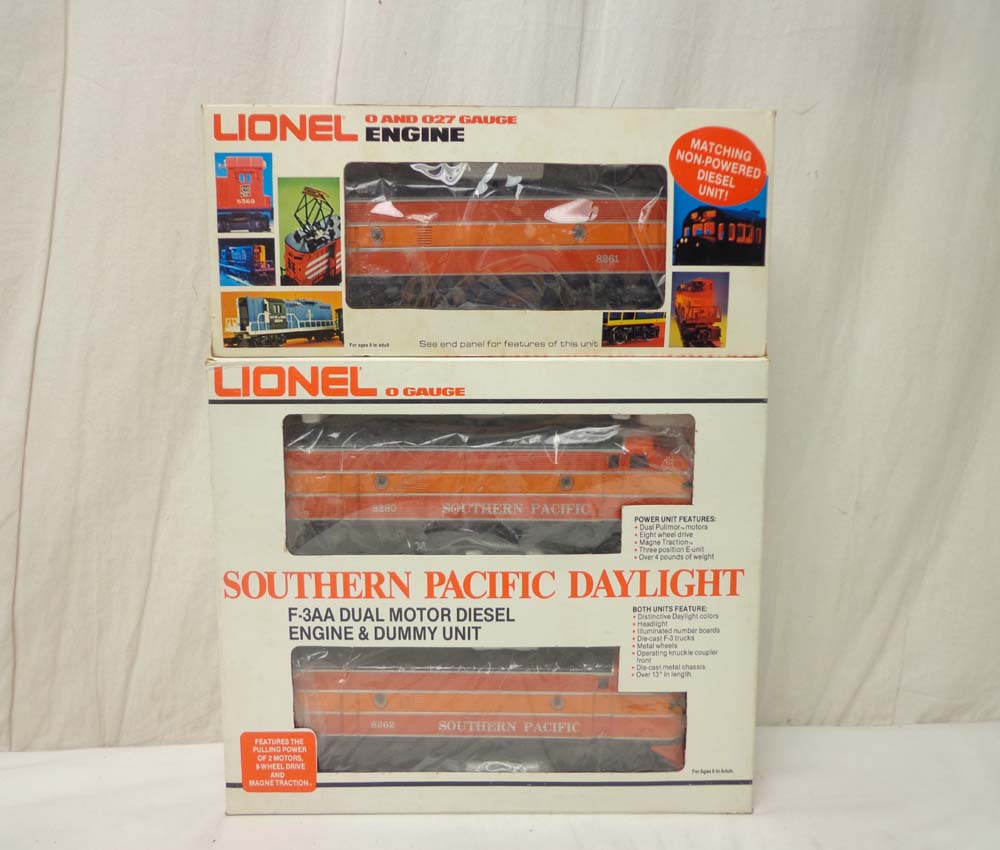 LIONEL
O AND O27 GAUGE
ENGINE
MATCHING
NON-POWERED
DIESEL
UNIT!
8569
8261
For ages 8 to adult
See end panel for features of this unit
LIONEL
O GAUGE
8260 SOUTHERN PACIFIC
POWER UNIT FEATURES:
• Dual Pullmor™ motors
• Eight wheel drive
• Magne Traction™
• Three position E-unit
• Over 4 pounds of weight
SOUTHERN PACIFIC DAYLIGHT
F-3AA DUAL MOTOR DIESEL
ENGINE & DUMMY UNIT
BOTH UNITS FEATURE:
• Distinctive Daylight colors
• Headlight
• Illuminated number boards
• Die-cast F-3 trucks
• Metal wheels
• Operating knuckle coupler
front
• Die-cast metal chassis
• Over 13" in length
8262 SOUTHERN PACIFIC
FEATURES THE
PULLING POWER
OF 2 MOTORS,
8-WHEEL DRIVE
AND
MAGNE TRACTION™
For Ages 8 to Adult